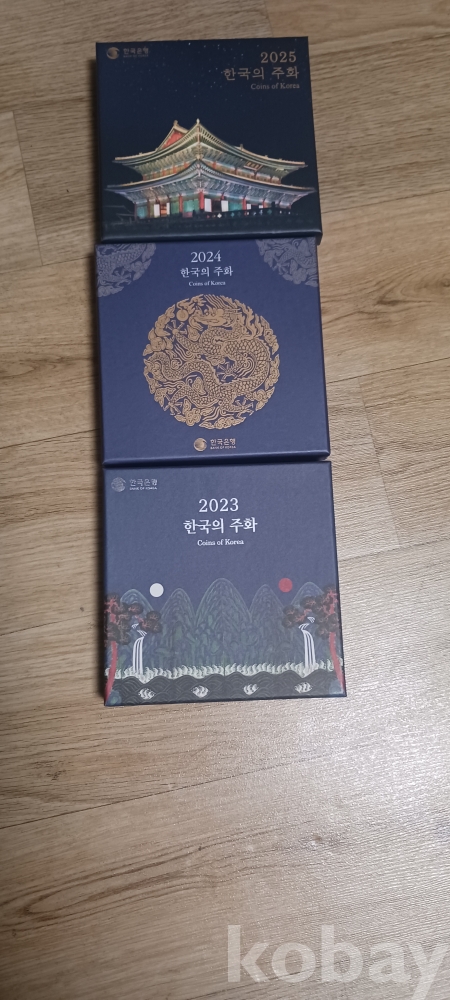 한국은행
2025
한국의 주화
Coins of Korea
2024
한국의 주화
Coins of Korea
한국은행
BANK OF KOREA
한국은행
BANK OF KOREA
2023
한국의 주화
Coins of Korea
kobay